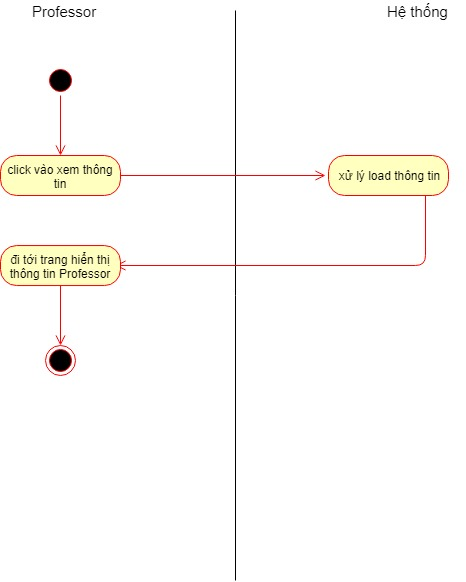 Professor
Hệ thống
click vào xem thông
tin
xử lý load thông tin
đi tới trang hiển thị
thông tin Professor